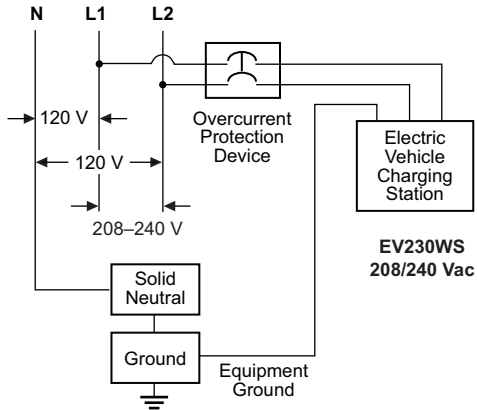 N L1 L2
120 V
120 V
208–240 V
Overcurrent
Protection
Device
Electric
Vehicle
Charging
Station
EV230WS
208/240 Vac
Solid
Neutral
Ground
Equipment
Ground